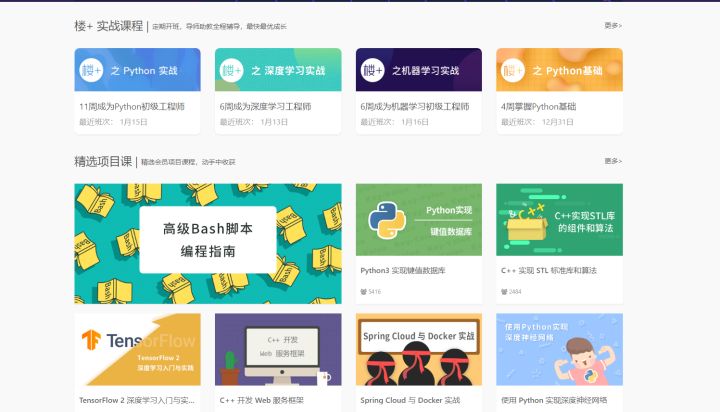 楼+ 实战课程 | 定期开班，导师助教全程辅导，最快最优成长
更多>
楼+ 之 Python 实战
楼+ 之 深度学习实战
楼+ 之机器学习实战
楼+ 之 Python基础
11周成为Python初级工程师
6周成为深度学习工程师
6周成为机器学习初级工程师
4周掌握Python基础
最近班次： 1月15日
最近班次： 1月13日
最近班次： 1月16日
最近班次： 12月31日
精选项目课 | 精选会员项目课程，动手中收获
更多>
高级Bash脚本
编程指南
Bash
Python实现
键值数据库
C++
C++实现STL库
的组件和算法
Python3 实现键值数据库
C++ 实现 STL 标准库和算法
5416
2484
TensorFlow
TensorFlow 2
深度学习入门与实践
C++ 开发
Web 服务框架
Spring Cloud 与 Docker 实战
使用Python实现
深度神经网络
TensorFlow 2 深度学习入门与实...
C++ 开发 Web 服务框架
Spring Cloud 与 Docker 实战
使用 Python 实现深度神经网络